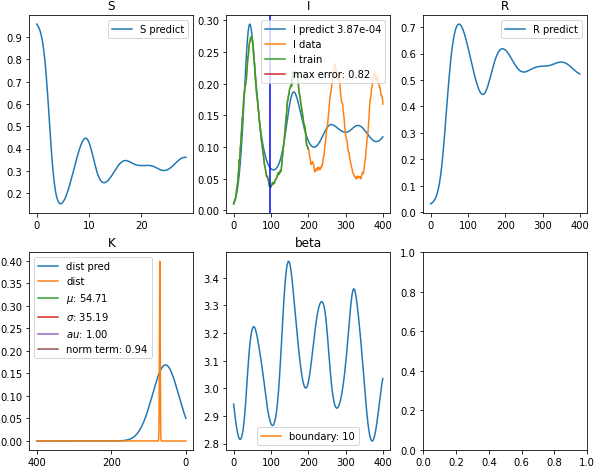 S
S predict
0.9
0.8
0.7
0.6
0.5
0.4
0.3
0.2
0 10 20
I
I predict 3.87e-04
I data
I train
max error: 0.82
0.30
0.25
0.20
0.15
0.10
0.05
0.00
0 100 200 300 400
R
R predict
0.7
0.6
0.5
0.4
0.3
0.2
0.1
0.0
0 100 200 300 400
K
dist pred
dist
μ: 54.71
σ: 35.19
au: 1.00
norm term: 0.94
0.40
0.35
0.30
0.25
0.20
0.15
0.10
0.05
0.00
400 200 0
beta
3.5
3.4
3.3
3.2
3.1
3.0
2.9
2.8
boundary: 10
0 100 200 300 400
1.0
0.8
0.6
0.4
0.2
0.0
0.0 0.2 0.4 0.6 0.8 1.0